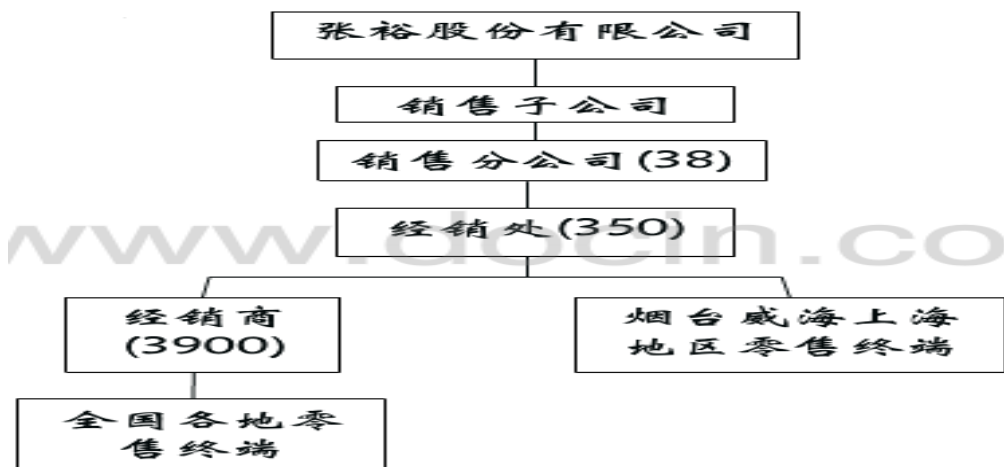 张裕股份有限公司
销售子公司
销售分公司(38)
经销处(350)
www.docin.co
经销商
(3900)
烟台威海上海
地区零售终端
全国各地零
售终端